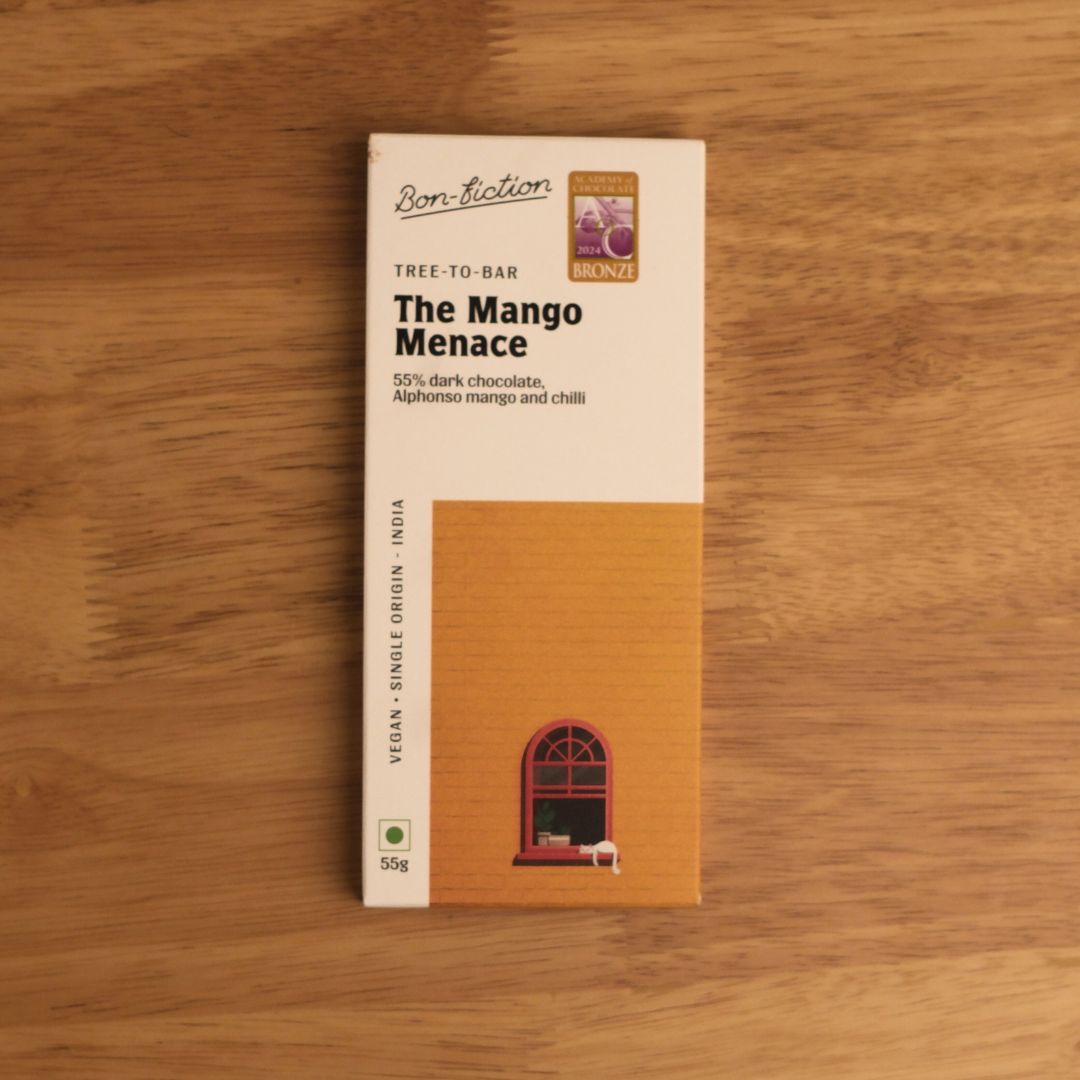 Bon-fiction
ACADEMY of
CHOCOLATE
AoC
2024
BRONZE
TREE-TO-BAR
The Mango
Menace
55% dark chocolate,
Alphonso mango and chilli
VEGAN • SINGLE ORIGIN - INDIA
55g